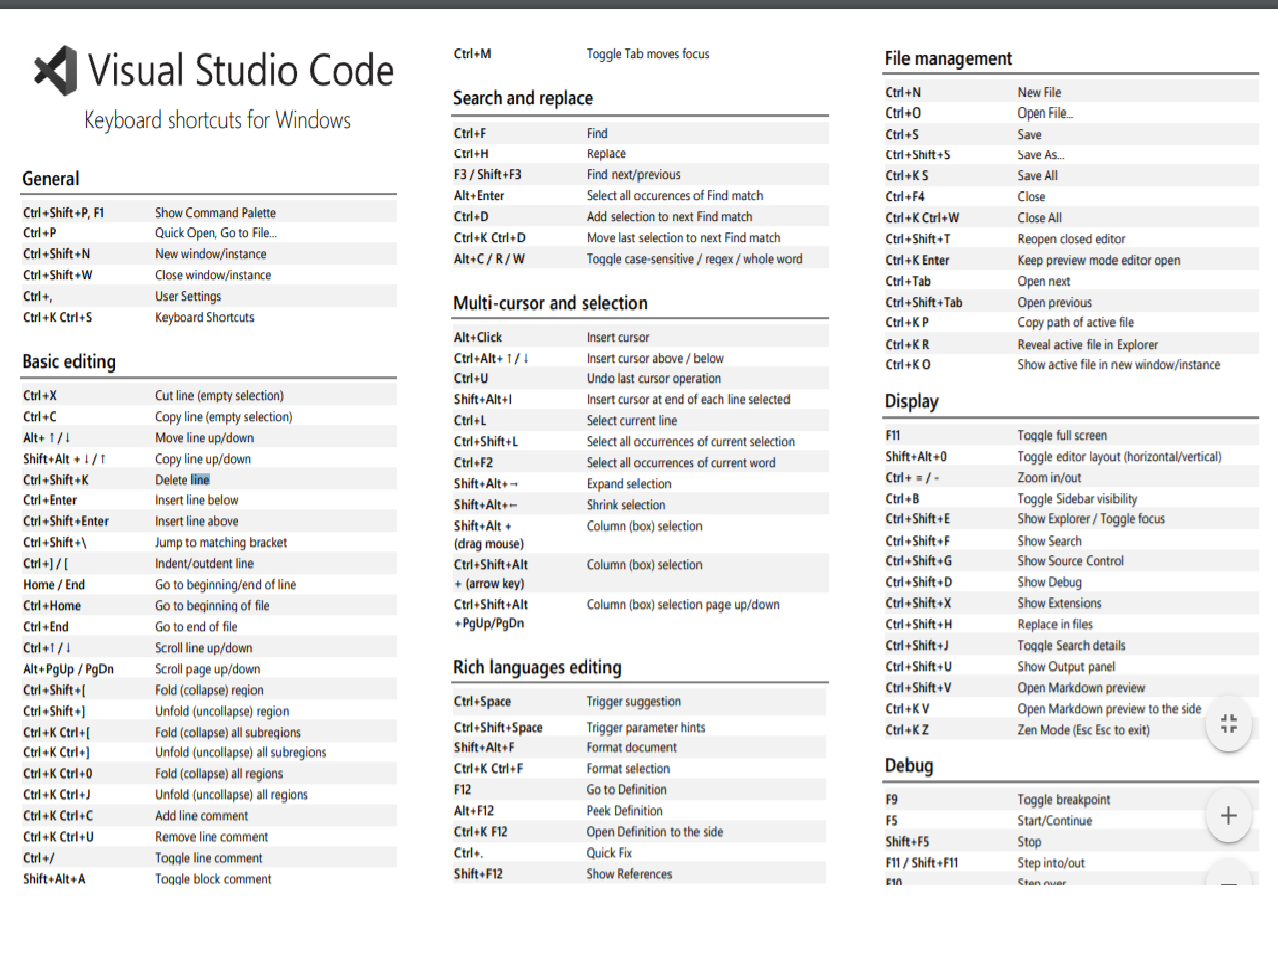 Visual Studio Code
Keyboard shortcuts for Windows
General
Ctrl+Shift+P, F1 Show Command Palette
Ctrl+P Quick Open, Go to File...
Ctrl+Shift+N New window/instance
Ctrl+Shift+W Close window/instance
Ctrl+, User Settings
Ctrl+K Ctrl+S Keyboard Shortcuts
Basic editing
Ctrl+X Cut line (empty selection)
Ctrl+C Copy line (empty selection)
Alt+ ↑ / ↓ Move line up/down
Shift+Alt + ↓ / ↑ Copy line up/down
Ctrl+Shift+K Delete line
Ctrl+Enter Insert line below
Ctrl+Shift+Enter Insert line above
Ctrl+Shift+\ Jump to matching bracket
Ctrl+] / [ Indent/outdent line
Home / End Go to beginning/end of line
Ctrl+Home Go to beginning of file
Ctrl+End Go to end of file
Ctrl+↑ / ↓ Scroll line up/down
Alt+PgUp / PgDn Scroll page up/down
Ctrl+Shift+[ Fold (collapse) region
Ctrl+Shift+] Unfold (uncollapse) region
Ctrl+K Ctrl+[ Fold (collapse) all subregions
Ctrl+K Ctrl+] Unfold (uncollapse) all subregions
Ctrl+K Ctrl+0 Fold (collapse) all regions
Ctrl+K Ctrl+J Unfold (uncollapse) all regions
Ctrl+K Ctrl+C Add line comment
Ctrl+K Ctrl+U Remove line comment
Ctrl+/ Toggle line comment
Shift+Alt+A Toggle block comment
Ctrl+M Toggle Tab moves focus
Search and replace
Ctrl+F Find
Ctrl+H Replace
F3 / Shift+F3 Find next/previous
Alt+Enter Select all occurences of Find match
Ctrl+D Add selection to next Find match
Ctrl+K Ctrl+D Move last selection to next Find match
Alt+C / R / W Toggle case-sensitive / regex / whole word
Multi-cursor and selection
Alt+Click Insert cursor
Ctrl+Alt+ ↑ / ↓ Insert cursor above / below
Ctrl+U Undo last cursor operation
Shift+Alt+I Insert cursor at end of each line selected
Ctrl+L Select current line
Ctrl+Shift+L Select all occurrences of current selection
Ctrl+F2 Select all occurrences of current word
Shift+Alt+→ Expand selection
Shift+Alt+← Shrink selection
Shift+Alt + Column (box) selection
(drag mouse)
Ctrl+Shift+Alt Column (box) selection
+ (arrow key)
Ctrl+Shift+Alt Column (box) selection page up/down
+PgUp/PgDn
Rich languages editing
Ctrl+Space Trigger suggestion
Ctrl+Shift+Space Trigger parameter hints
Shift+Alt+F Format document
Ctrl+K Ctrl+F Format selection
F12 Go to Definition
Alt+F12 Peek Definition
Ctrl+K F12 Open Definition to the side
Ctrl+. Quick Fix
Shift+F12 Show References
File management
Ctrl+N New File
Ctrl+O Open File...
Ctrl+S Save
Ctrl+Shift+S Save As...
Ctrl+K S Save All
Ctrl+F4 Close
Ctrl+K Ctrl+W Close All
Ctrl+Shift+T Reopen closed editor
Ctrl+K Enter Keep preview mode editor open
Ctrl+Tab Open next
Ctrl+Shift+Tab Open previous
Ctrl+K P Copy path of active file
Ctrl+K R Reveal active file in Explorer
Ctrl+K O Show active file in new window/instance
Display
F11 Toggle full screen
Shift+Alt+0 Toggle editor layout (horizontal/vertical)
Ctrl+ = / - Zoom in/out
Ctrl+B Toggle Sidebar visibility
Ctrl+Shift+E Show Explorer / Toggle focus
Ctrl+Shift+F Show Search
Ctrl+Shift+G Show Source Control
Ctrl+Shift+D Show Debug
Ctrl+Shift+X Show Extensions
Ctrl+Shift+H Replace in files
Ctrl+Shift+J Toggle Search details
Ctrl+Shift+U Show Output panel
Ctrl+Shift+V Open Markdown preview
Ctrl+K V Open Markdown preview to the side
Ctrl+K Z Zen Mode (Esc Esc to exit)
Debug
F9 Toggle breakpoint
F5 Start/Continue
Shift+F5 Stop
F11 / Shift+F11 Step into/out
F10 Step over